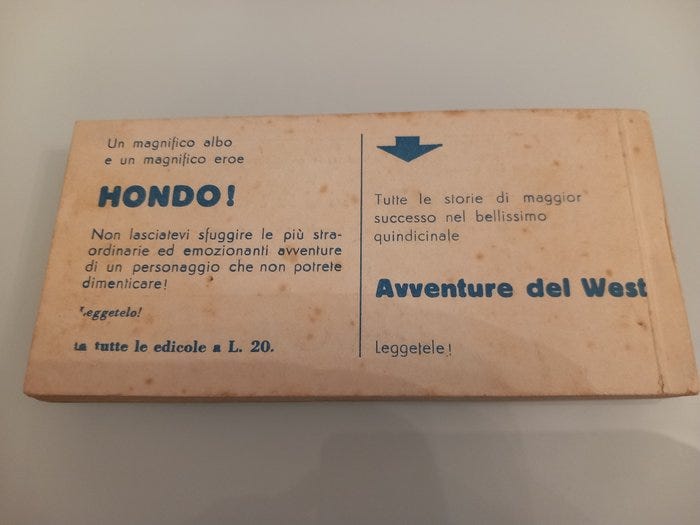 Un magnifico albo
e un magnifico eroe
HONDO!
Non lasciatevi sfuggire le più stra-
ordinarie ed emozionanti avventure
di un personaggio che non potrete
dimenticare!
Leggetelo!
in tutte le edicole a L. 20.
Tutte le storie di maggior
successo nel bellissimo
quindicinale
Avventure del West
Leggetele!